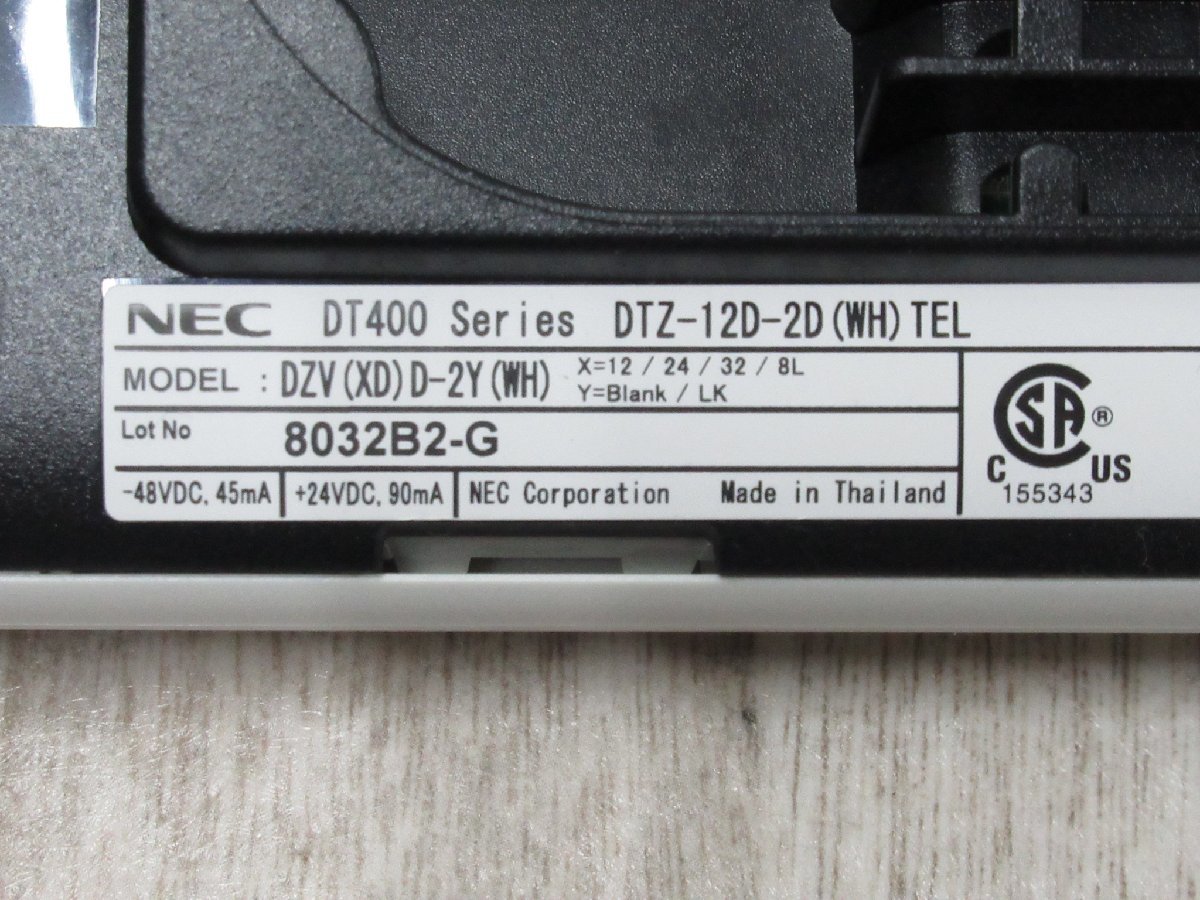 NEC DT400 Series DTZ-12D-2D(WH)TEL
MODEL : DZV(XD)D-2Y(WH) X=12 / 24 / 32 / 8L
Y=Blank / LK
Lot No 8032B2-G
-48VDC, 45mA +24VDC, 90mA NEC Corporation Made in Thailand
CSA ®
C US
155343